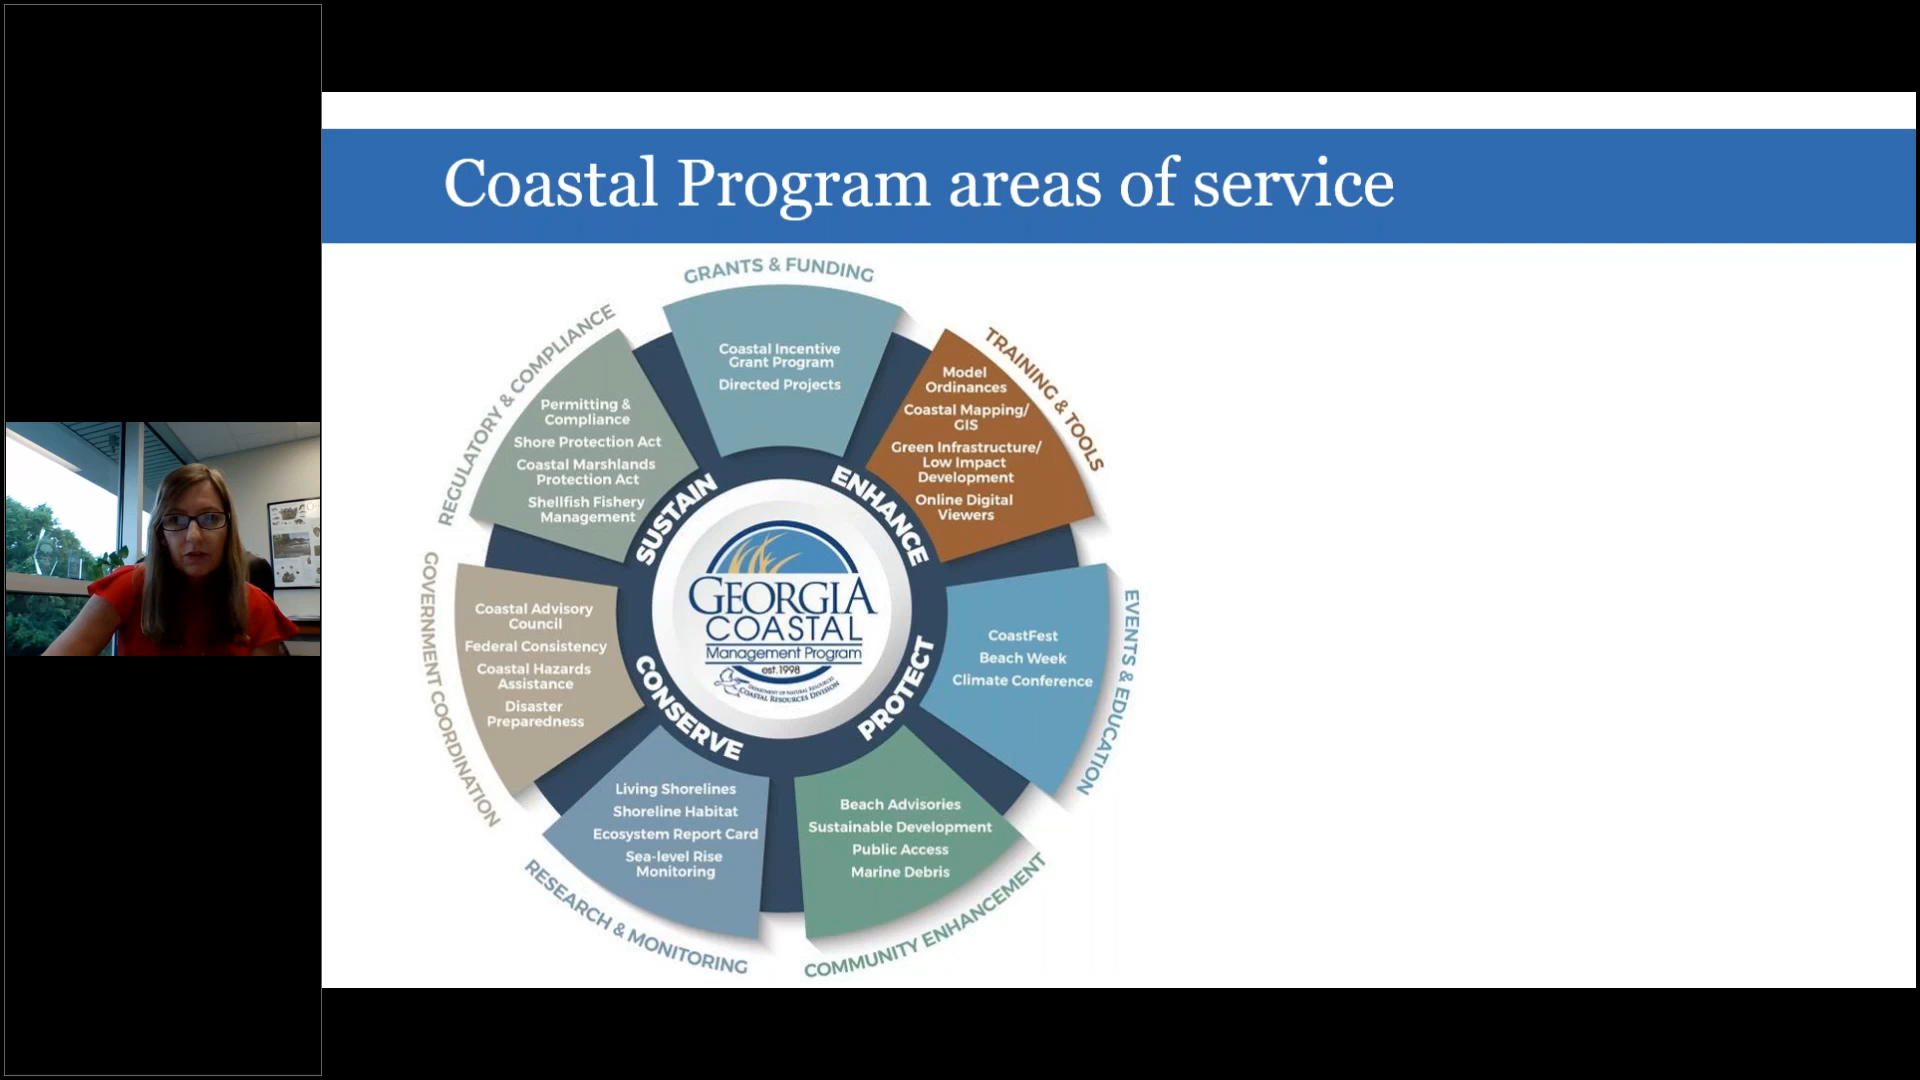 Coastal Program areas of service
GRANTS & FUNDING
Coastal Incentive
Grant Program
Directed Projects
TRAINING & TOOLS
Model
Ordinances
Coastal Mapping/
GIS
Green Infrastructure/
Low Impact
Development
Online Digital
Viewers
EVENTS & EDUCATION
CoastFest
Beach Week
Climate Conference
COMMUNITY ENHANCEMENT
Beach Advisories
Sustainable Development
Public Access
Marine Debris
RESEARCH & MONITORING
Living Shorelines
Shoreline Habitat
Ecosystem Report Card
Sea-level Rise
Monitoring
GOVERNMENT COORDINATION
Coastal Advisory
Council
Federal Consistency
Coastal Hazards
Assistance
Disaster
Preparedness
REGULATORY & COMPLIANCE
Permitting &
Compliance
Shore Protection Act
Coastal Marshlands
Protection Act
Shellfish Fishery
Management
SUSTAIN
ENHANCE
PROTECT
CONSERVE
GEORGIA
COASTAL
Management Program
est.1998
DEPARTMENT OF NATURAL RESOURCES
COASTAL RESOURCES DIVISION